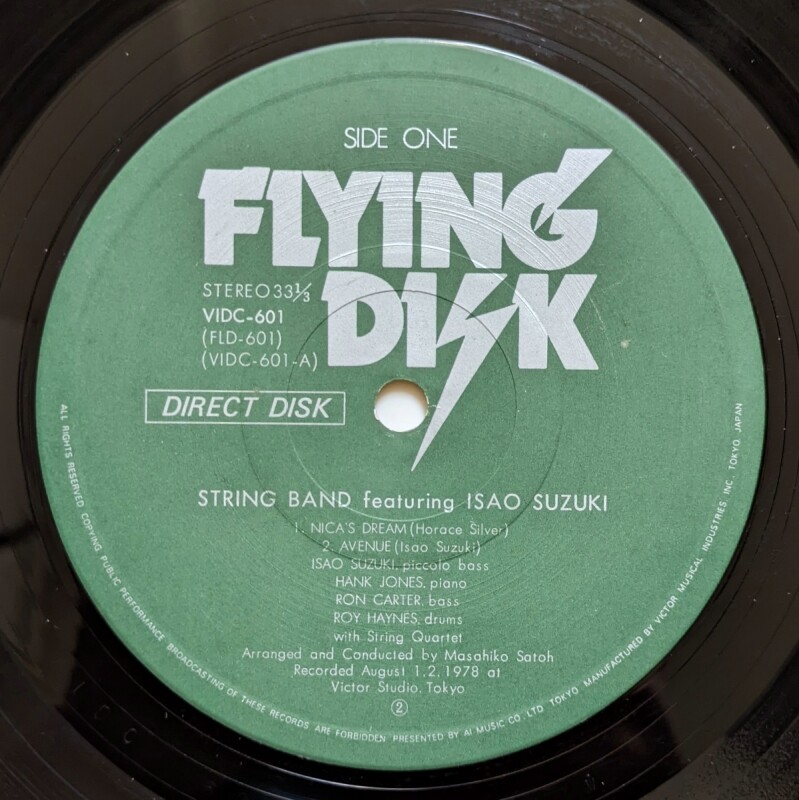 SIDE ONE
FLYING
DISK
STEREO 33 1/3
VIDC-601
(FLD-601)
(VIDC-601-A)
DIRECT DISK
STRING BAND featuring ISAO SUZUKI
1. NICA'S DREAM (Horace Silver)
2. AVENUE (Isao Suzuki)
ISAO SUZUKI, piccolo bass
HANK JONES, piano
RON CARTER, bass
ROY HAYNES, drums
with String Quartet
Arranged and Conducted by Masahiko Satoh
Recorded August 1, 2, 1978 at
Victor Studio, Tokyo
②
ALL RIGHTS RESERVED COPYING, PUBLIC PERFORMANCE BROADCASTING OF THESE RECORDS ARE FORBIDDEN. PRESENTED BY AI MUSIC CO. LTD. TOKYO. MANUFACTURED BY VICTOR MUSICAL INDUSTRIES, INC. TOKYO. JAPAN